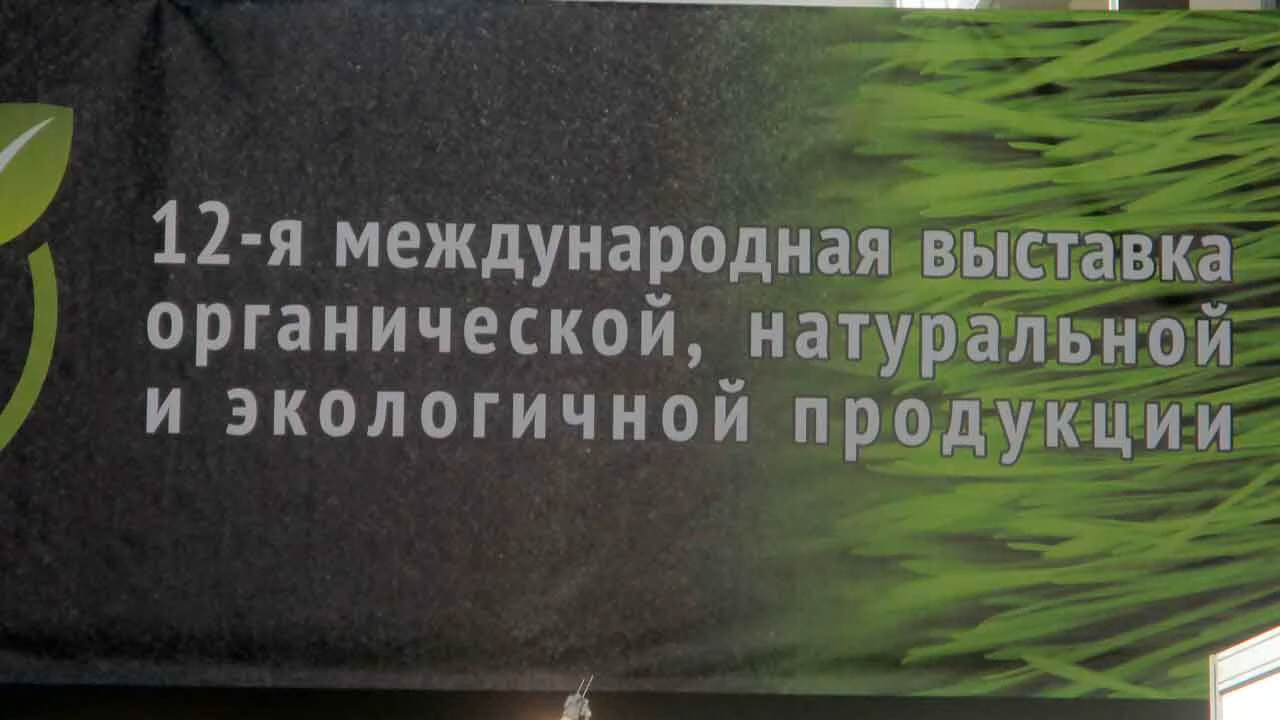 12-я международная выставка
органической, натуральной
и экологичной продукции